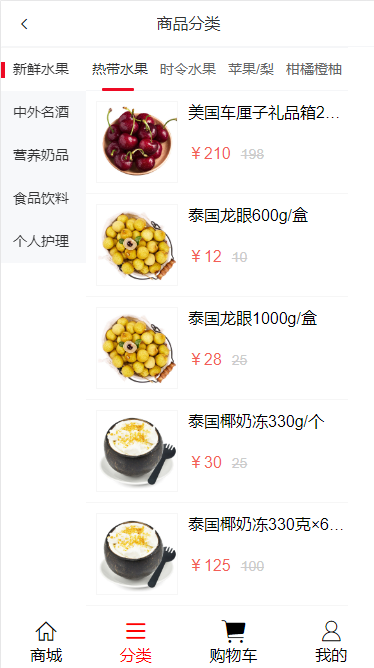 商品分类
新鲜水果
中外名酒
营养奶品
食品饮料
个人护理
热带水果 时令水果 苹果/梨 柑橘橙柚
美国车厘子礼品箱2...
￥210 198
泰国龙眼600g/盒
￥12 10
泰国龙眼1000g/盒
￥28 25
泰国椰奶冻330g/个
￥30 25
泰国椰奶冻330克×6...
￥125 100
商城 分类 购物车 我的